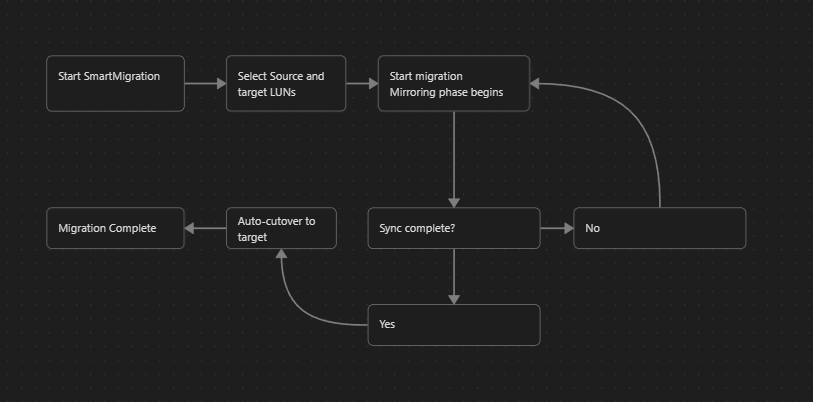 Start SmartMigration
Select Source and
target LUNs
Start migration
Mirroring phase begins
Migration Complete
Auto-cutover to
target
Sync complete?
No
Yes